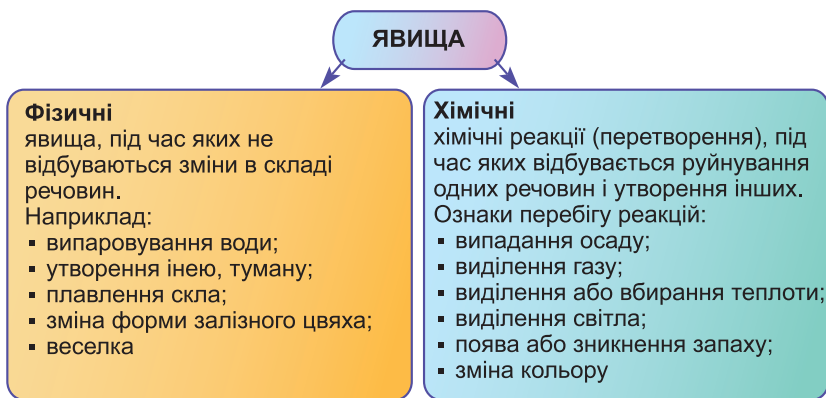 ЯВИЩА
Фізичні
явища, під час яких не
відбуваються зміни в складі
речовин.
Наприклад:
▪ випаровування води;
▪ утворення інею, туману;
▪ плавлення скла;
▪ зміна форми залізного цвяха;
▪ веселка
Хімічні
хімічні реакції (перетворення), під
час яких відбувається руйнування
одних речовин і утворення інших.
Ознаки перебігу реакцій:
▪ випадання осаду;
▪ виділення газу;
▪ виділення або вбирання теплоти;
▪ виділення світла;
▪ поява або зникнення запаху;
▪ зміна кольору